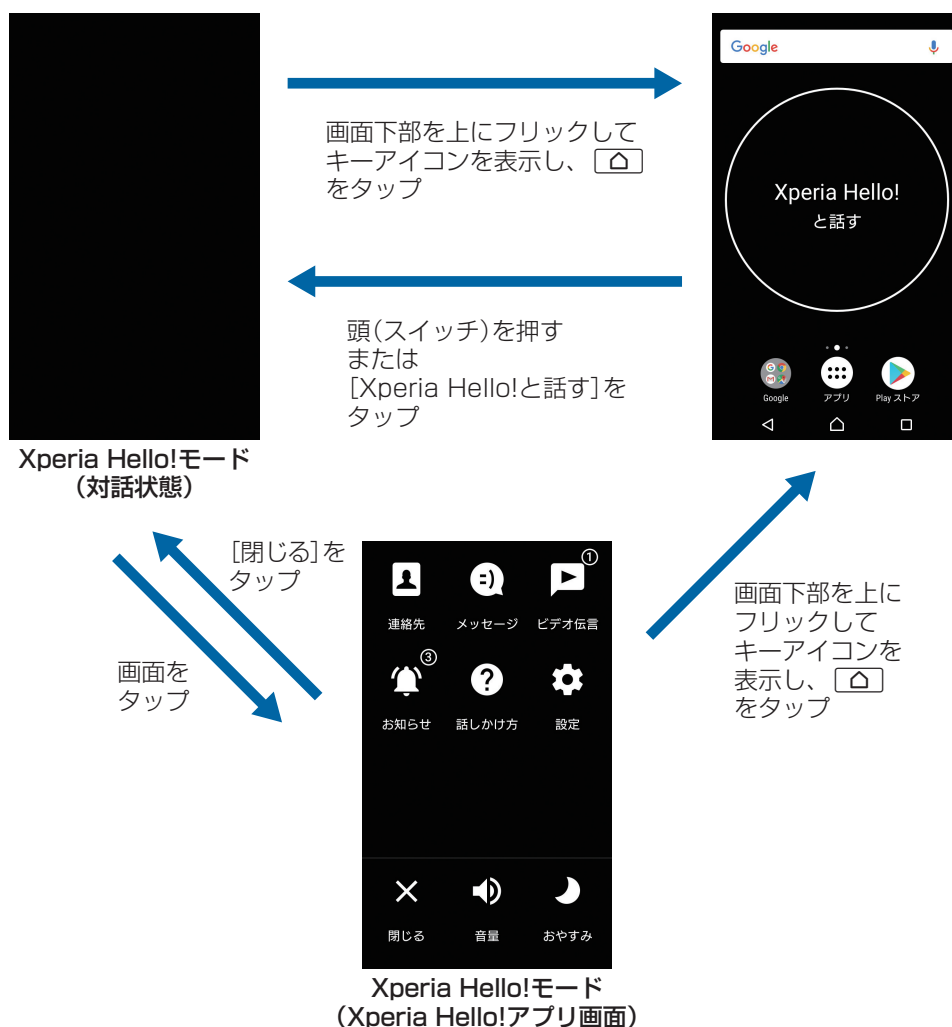 Google
画面下部を上にフリックして
キーアイコンを表示し、
をタップ
Xperia Hello!
と話す
頭(スイッチ)を押す
または
[Xperia Hello!と話す]を
タップ
Google
アプリ
Play ストア
Xperia Hello!モード
(対話状態)
[閉じる]を
タップ
画面を
タップ
1
連絡先
メッセージ
ビデオ伝言
3
お知らせ
話しかけ方
設定
閉じる
音量
おやすみ
画面下部を上に
フリックして
キーアイコンを
表示し、
をタップ
Xperia Hello!モード
(Xperia Hello!アプリ画面)